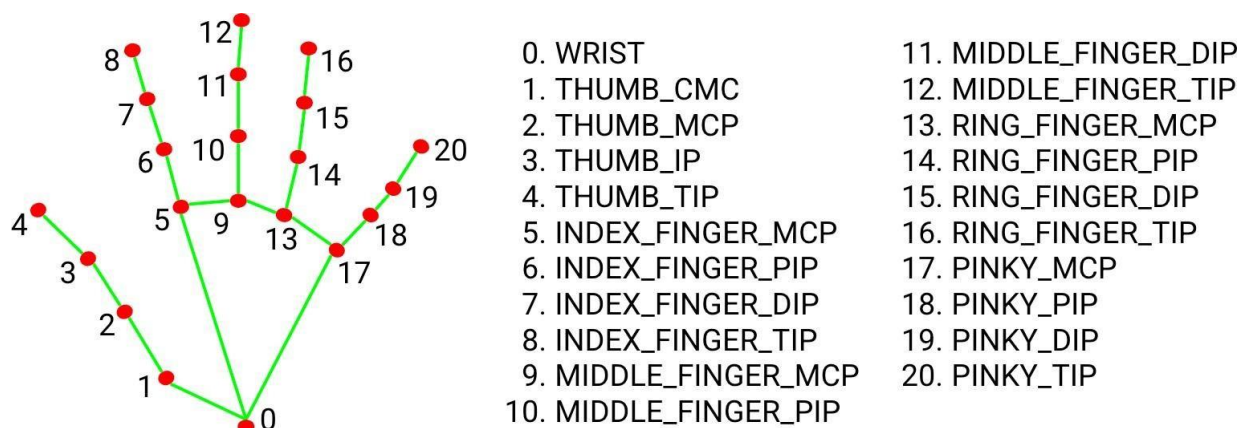 12
8
16
11
7
15
10
6
14
20
19
4
5
9
13
18
3
17
2
1
0
0. WRIST
1. THUMB_CMC
2. THUMB_MCP
3. THUMB_IP
4. THUMB_TIP
5. INDEX_FINGER_MCP
6. INDEX_FINGER_PIP
7. INDEX_FINGER_DIP
8. INDEX_FINGER_TIP
9. MIDDLE_FINGER_MCP
10. MIDDLE_FINGER_PIP
11. MIDDLE_FINGER_DIP
12. MIDDLE_FINGER_TIP
13. RING_FINGER_MCP
14. RING_FINGER_PIP
15. RING_FINGER_DIP
16. RING_FINGER_TIP
17. PINKY_MCP
18. PINKY_PIP
19. PINKY_DIP
20. PINKY_TIP